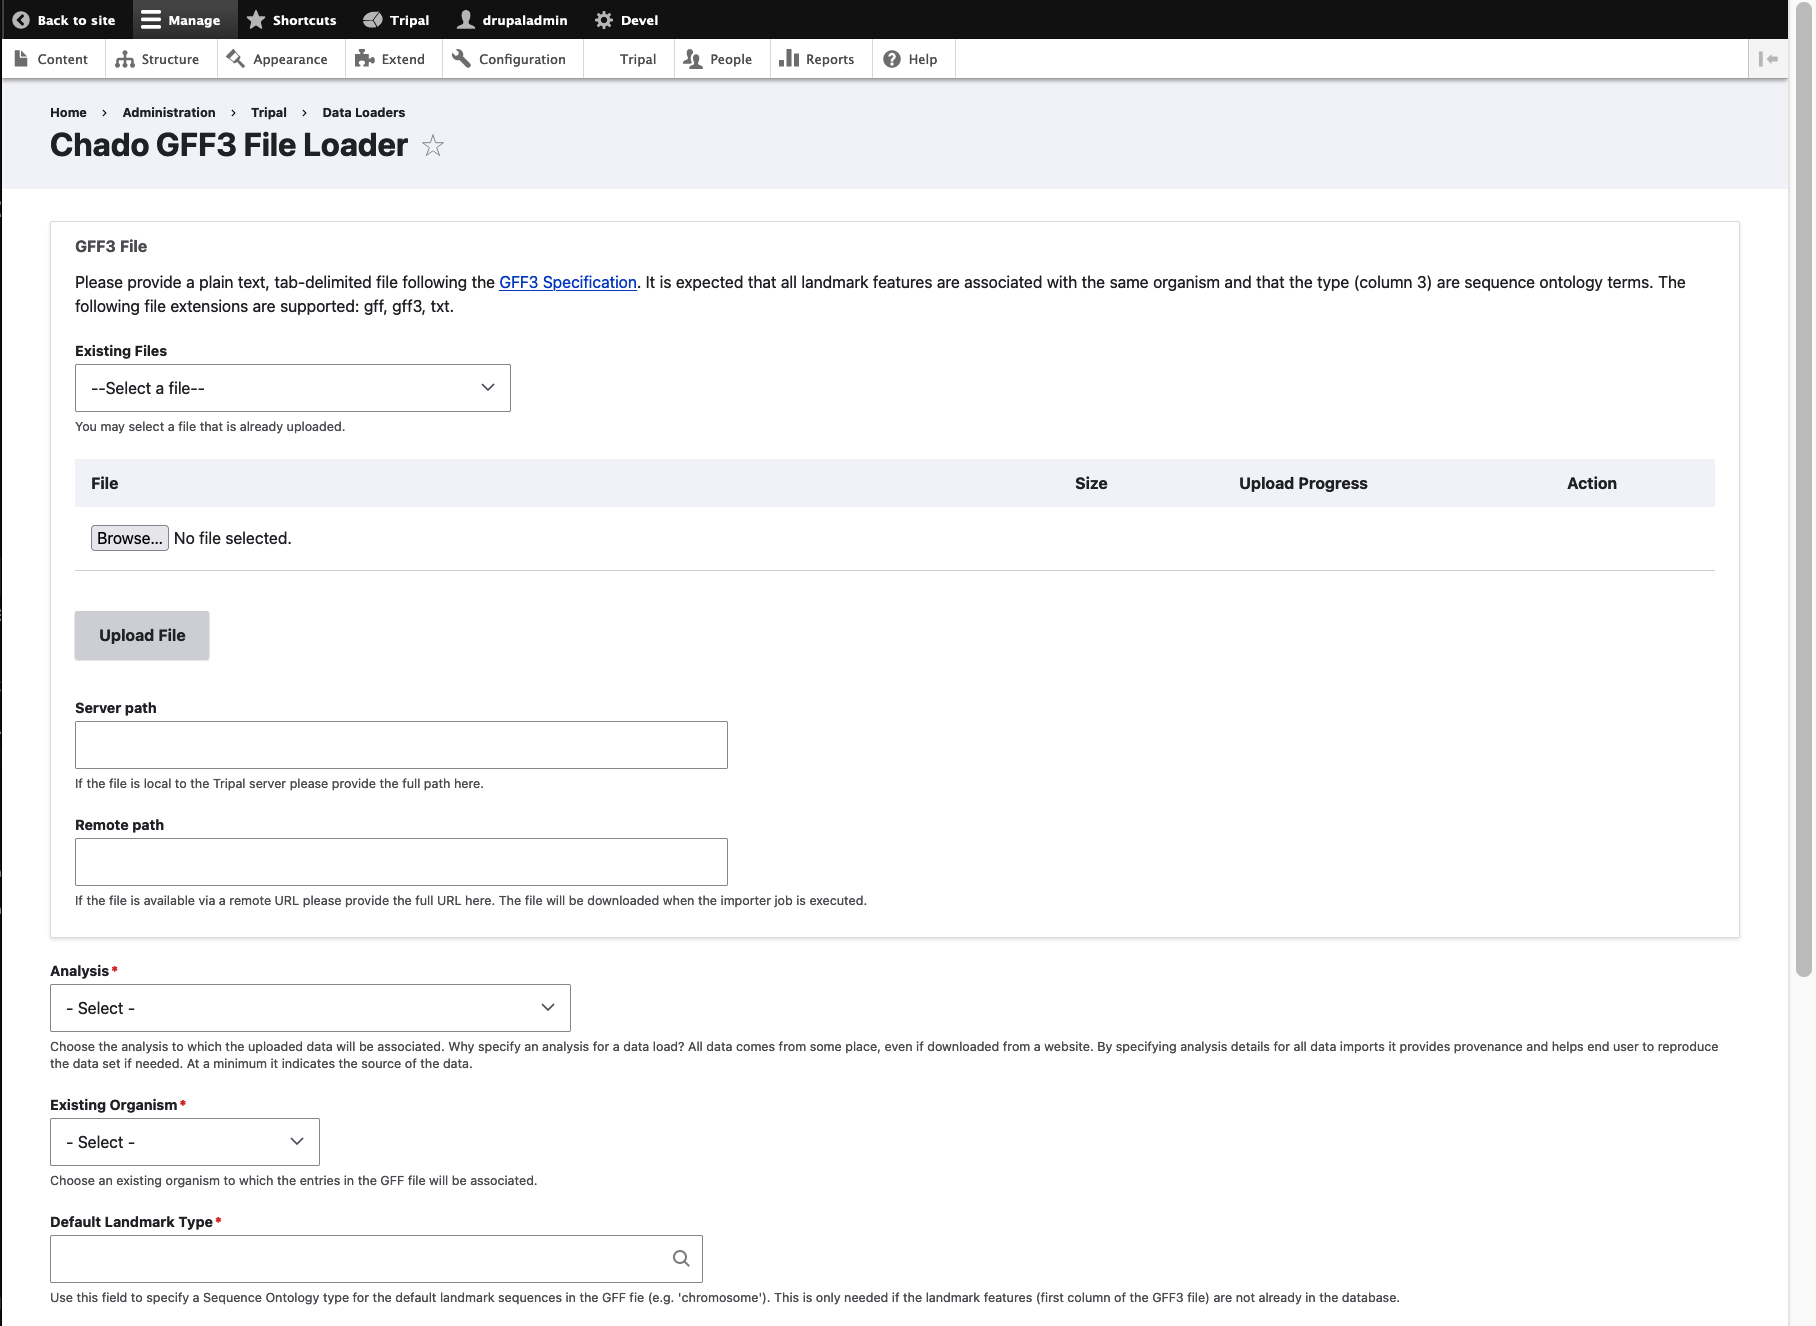 Back to site Manage Shortcuts Tripal drupaladmin Devel
Content Structure Appearance Extend Configuration Tripal People Reports Help
Home › Administration › Tripal › Data Loaders
Chado GFF3 File Loader
GFF3 File
Please provide a plain text, tab-delimited file following the GFF3 Specification. It is expected that all landmark features are associated with the same organism and that the type (column 3) are sequence ontology terms. The
following file extensions are supported: gff, gff3, txt.
Existing Files
--Select a file--
You may select a file that is already uploaded.
File Size Upload Progress Action
Browse... No file selected.
Upload File
Server path
If the file is local to the Tripal server please provide the full path here.
Remote path
If the file is available via a remote URL please provide the full URL here. The file will be downloaded when the importer job is executed.
Analysis*
- Select -
Choose the analysis to which the uploaded data will be associated. Why specify an analysis for a data load? All data comes from some place, even if downloaded from a website. By specifying analysis details for all data imports it provides provenance and helps end user to reproduce
the data set if needed. At a minimum it indicates the source of the data.
Existing Organism*
- Select -
Choose an existing organism to which the entries in the GFF file will be associated.
Default Landmark Type*
Use this field to specify a Sequence Ontology type for the default landmark sequences in the GFF fie (e.g. 'chromosome'). This is only needed if the landmark features (first column of the GFF3 file) are not already in the database.